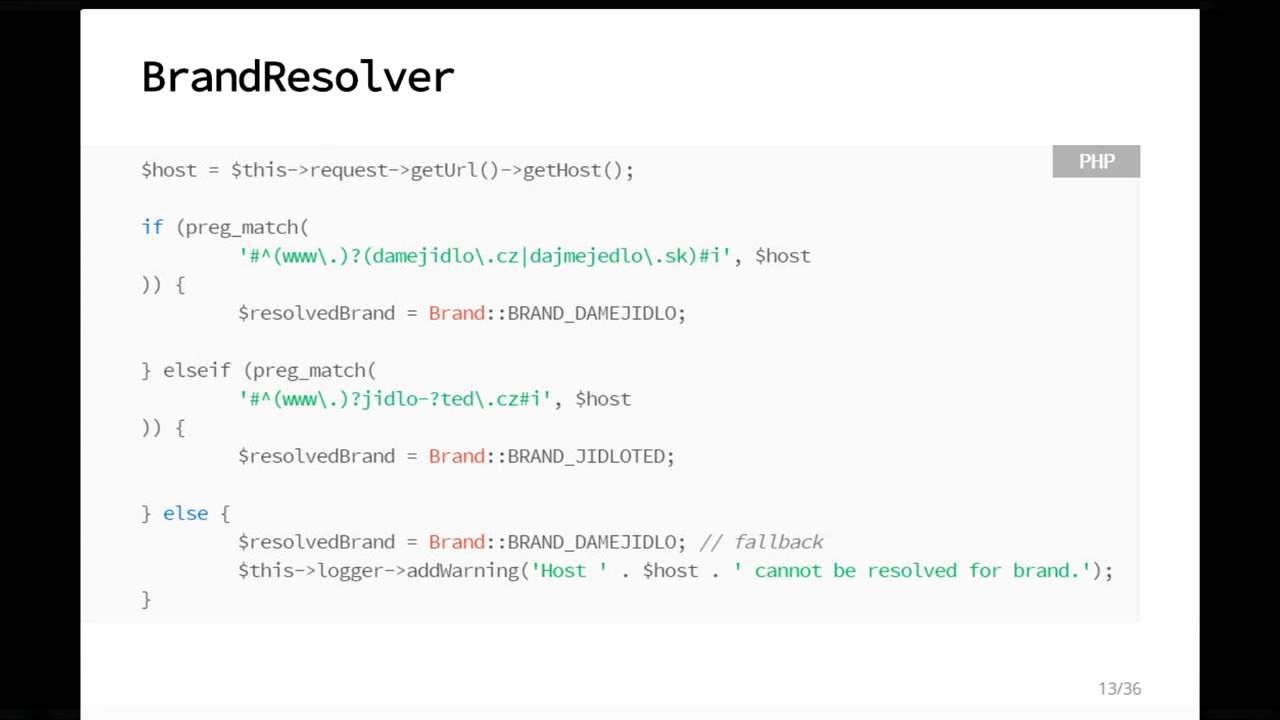 BrandResolver
PHP
$host = $this->request->getUrl()->getHost();
if (preg_match(
'#^(www\.)?(damejidlo\.cz|dajmejedlo\.sk)#i', $host
)) {
$resolvedBrand = Brand::BRAND_DAMEJIDLO;
} elseif (preg_match(
'#^(www\.)?jidlo-?ted\.cz#i', $host
)) {
$resolvedBrand = Brand::BRAND_JIDLOTED;
} else {
$resolvedBrand = Brand::BRAND_DAMEJIDLO; // fallback
$this->logger->addWarning('Host ' . $host . ' cannot be resolved for brand.');
}
13/36